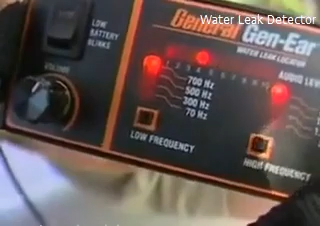 Water Leak Detector
General Gen-Ear
WATER LEAK LOCATOR
LOW
BATTERY
BLINKS
VOLUME
AUDIO LEVEL
700 Hz
500 Hz
300 Hz
70 Hz
LOW FREQUENCY
HIGH FREQUENCY